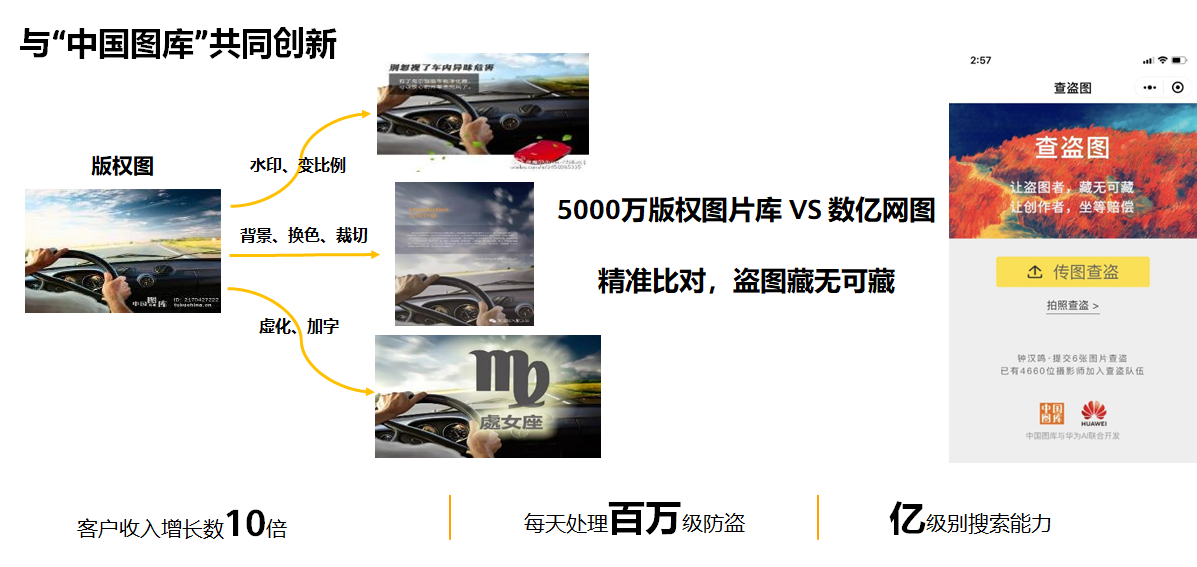 与“中国图库”共同创新
版权图
中国图库 ID: 2170427222
tukuchina.cn
水印、变比例
背景、换色、裁切
虚化、加字
别忽视了车内异味危害
處女座
5000万版权图片库 VS 数亿网图
精准比对，盗图藏无可藏
2:57
查盗图
查盗图
让盗图者，藏无可藏
让创作者，坐等赔偿
传图查盗
拍照查盗 >
钟汉鸣·提交6张图片查盗
已有4660位摄影师加入查盗队伍
中国图库
HUAWEI
中国图库与华为AI联合开发
客户收入增长数10倍
每天处理百万级防盗
亿级别搜索能力